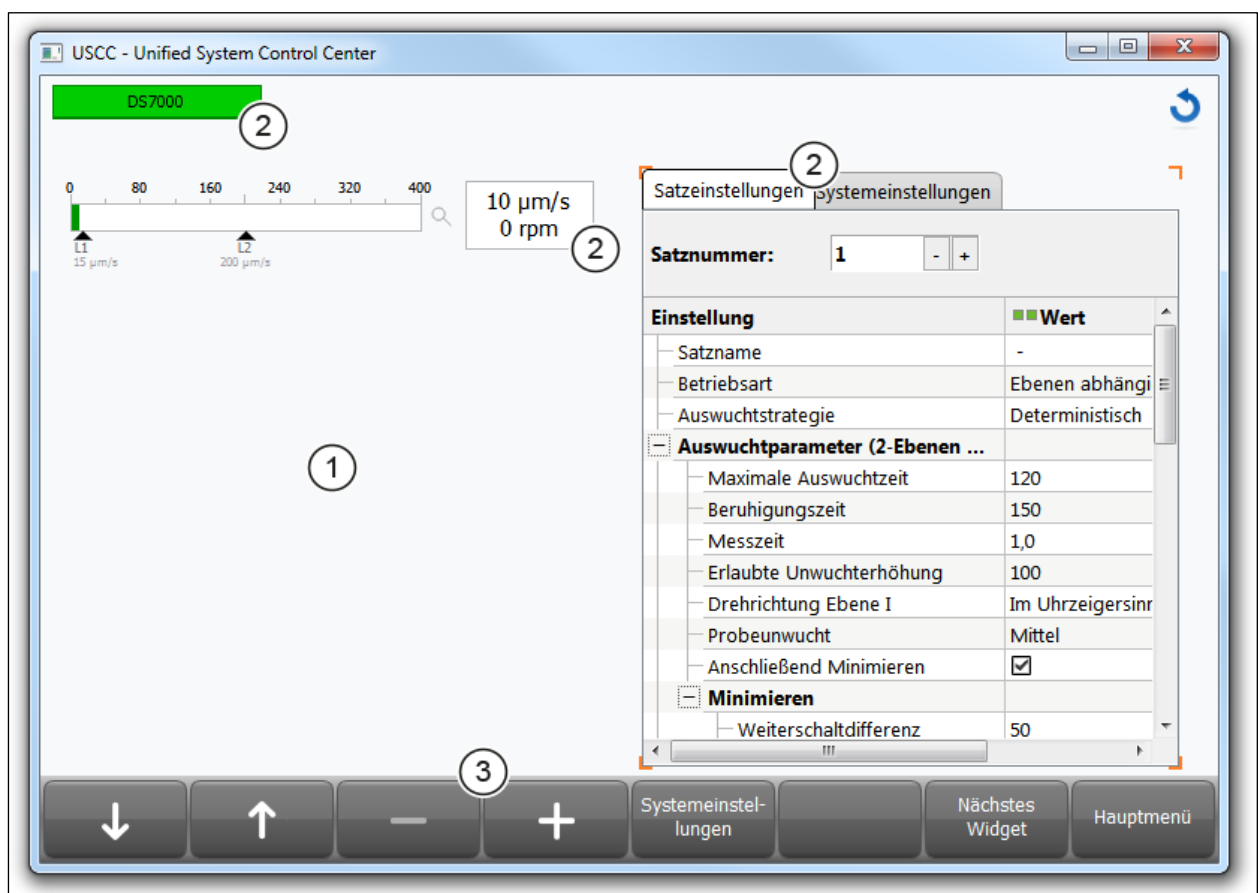 USCC - Unified System Control Center
DS7000
2
0 80 160 240 320 400
10 µm/s
0 rpm
2
L1
15 µm/s
L2
200 µm/s
1
2
Satzeinstellungen Systemeinstellungen
Satznummer: 1 - +
Einstellung Wert
Satzname -
Betriebsart Ebenen abhängi
Auswuchtstrategie Deterministisch
Auswuchtparameter (2-Ebenen ...
Maximale Auswuchtzeit 120
Beruhigungszeit 150
Messzeit 1,0
Erlaubte Unwuchterhöhung 100
Drehrichtung Ebene I Im Uhrzeigersinn
Probeunwucht Mittel
Anschließend Minimieren
Minimieren
Weiterschaltdifferenz 50
3
Systemeinstel-
lungen
Nächstes
Widget
Hauptmenü